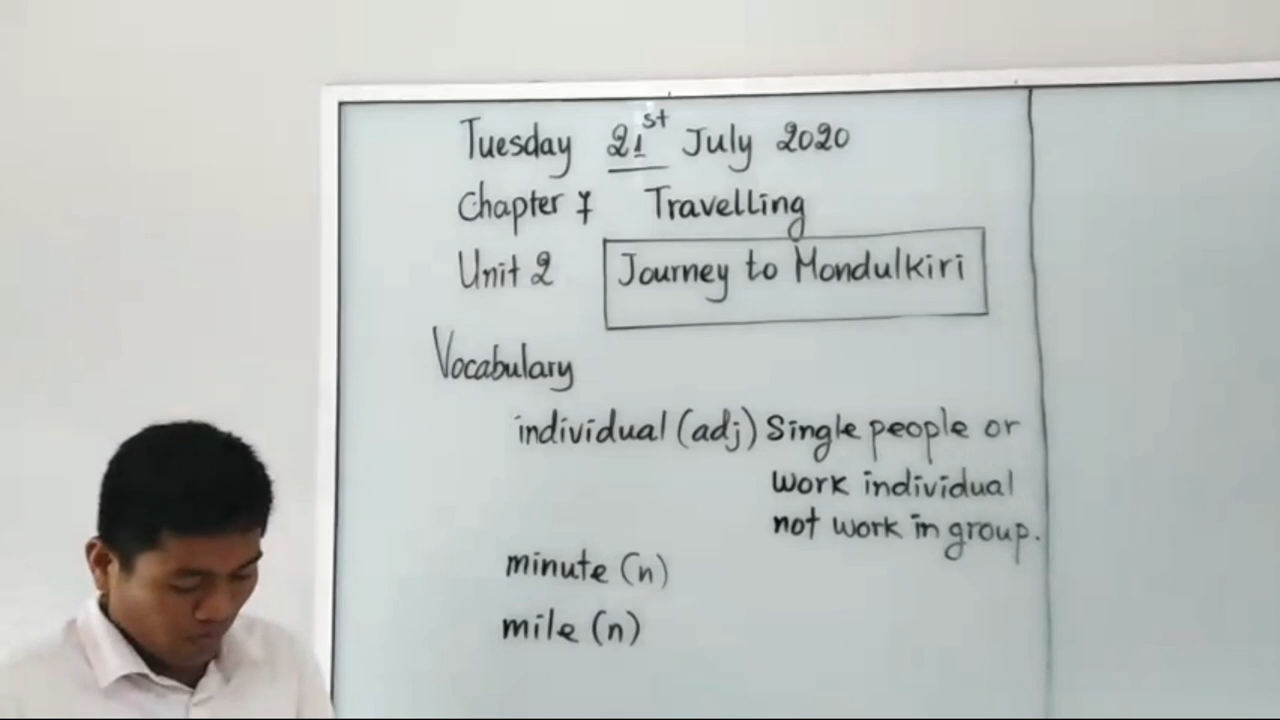 Tuesday 21st July 2020
Chapter 7 Travelling
Unit 2 Journey to Mondulkiri
Vocabulary
individual (adj) Single people or
work individual
not work in group.
minute (n)
mile (n)